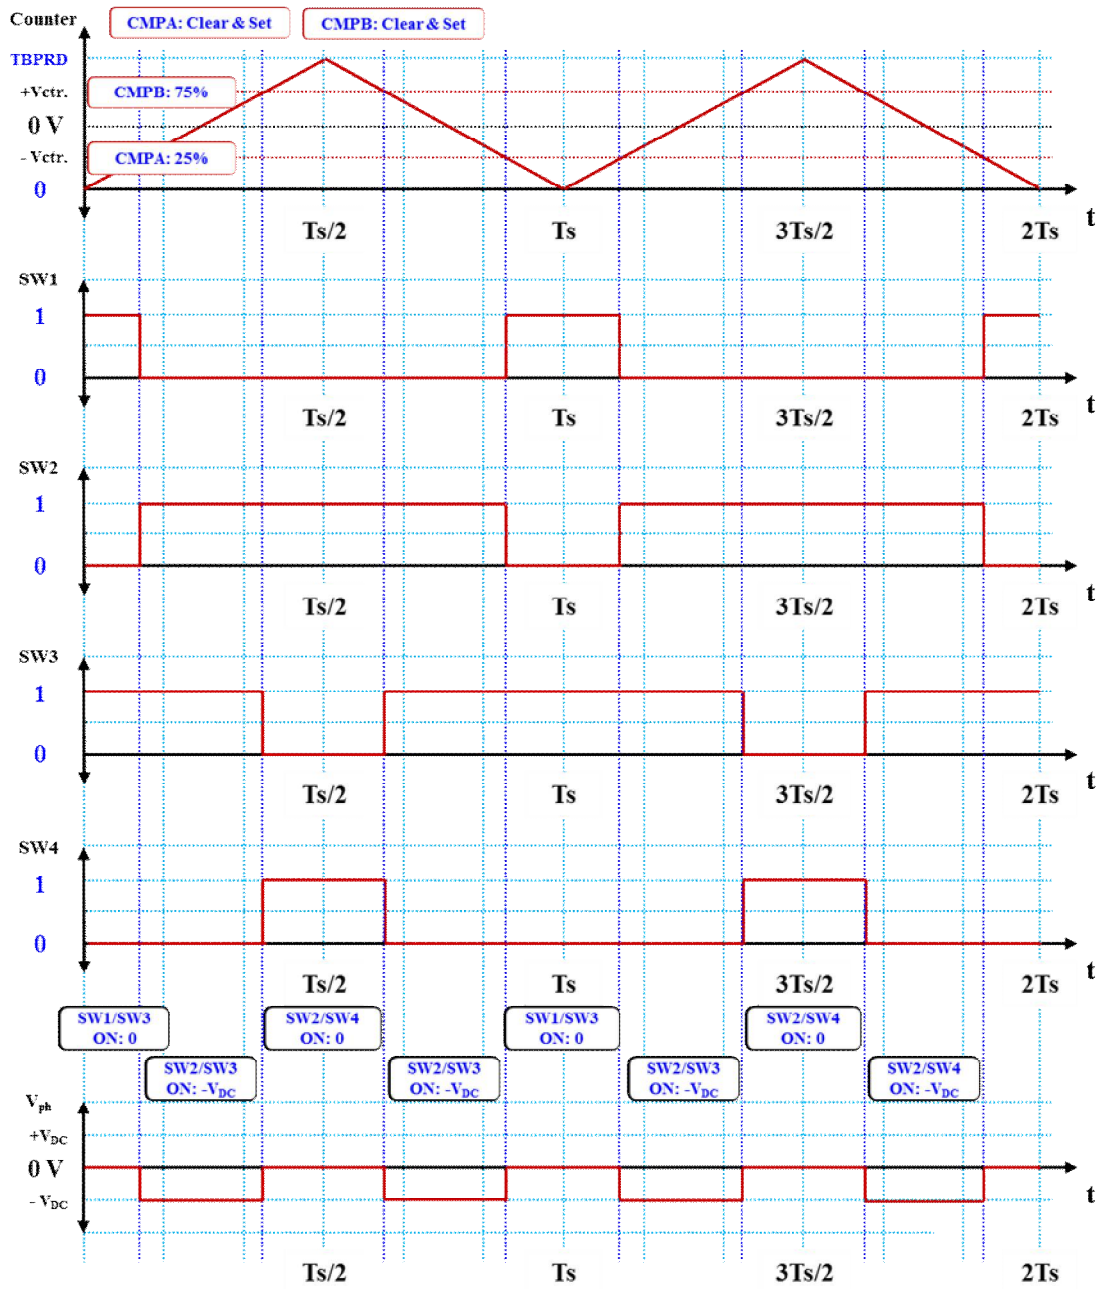 Counter
CMPA: Clear & Set
CMPB: Clear & Set
TBPRD
+Vctr.
CMPB: 75%
0 V
- Vctr.
CMPA: 25%
0
t
Ts/2
Ts
3Ts/2
2Ts
SW1
1
0
t
Ts/2
Ts
3Ts/2
2Ts
SW2
1
0
t
Ts/2
Ts
3Ts/2
2Ts
SW3
1
0
t
Ts/2
Ts
3Ts/2
2Ts
SW4
1
0
t
Ts/2
Ts
3Ts/2
2Ts
SW1/SW3
ON: 0
SW2/SW4
ON: 0
SW1/SW3
ON: 0
SW2/SW4
ON: 0
SW2/SW3
ON: -VDC
SW2/SW3
ON: -VDC
SW2/SW3
ON: -VDC
SW2/SW4
ON: -VDC
Vph
+VDC
0 V
- VDC
t
Ts/2
Ts
3Ts/2
2Ts